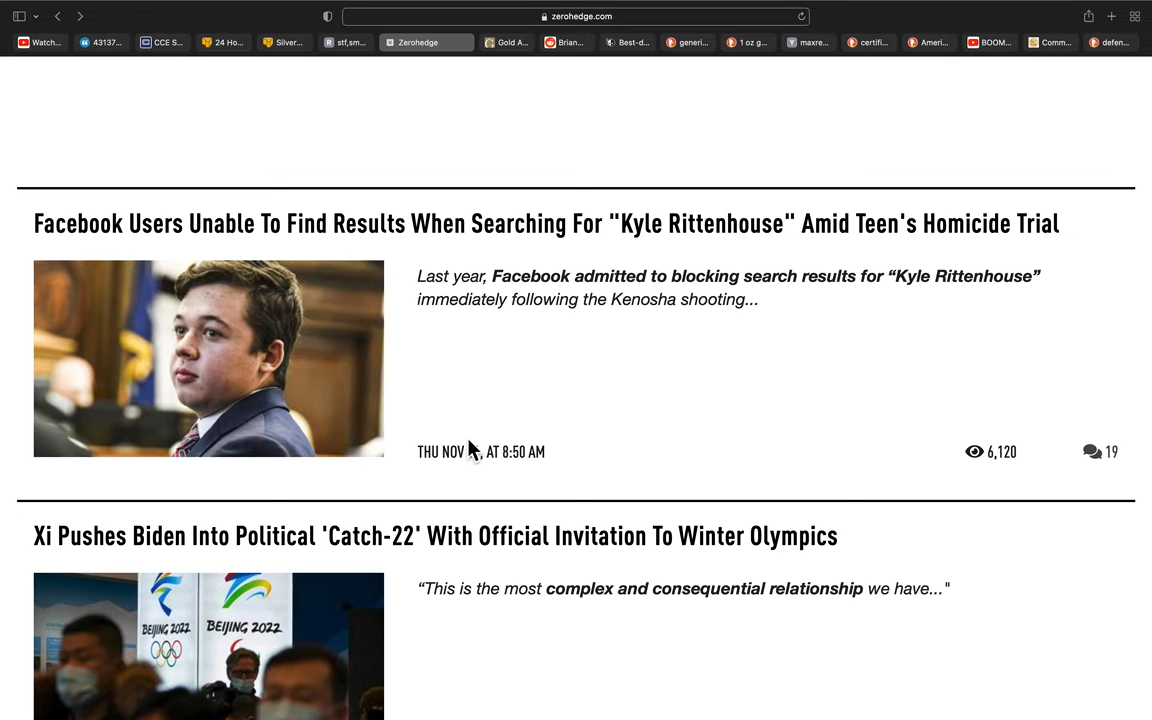 zerohedge.com
Watch... 43137... CCE S... 24 Ho... Silver... stf,sm... Zerohedge Gold A... Brian... Best-d... generi... 1 oz g... maxre... certifi... Ameri... BOOM... Comm... defen...
Facebook Users Unable To Find Results When Searching For "Kyle Rittenhouse" Amid Teen's Homicide Trial
Last year, Facebook admitted to blocking search results for “Kyle Rittenhouse”
immediately following the Kenosha shooting...
THU NOV AT 8:50 AM 6,120 19
Xi Pushes Biden Into Political 'Catch-22' With Official Invitation To Winter Olympics
“This is the most complex and consequential relationship we have..."
BEIJING 2022 BEIJING 2022